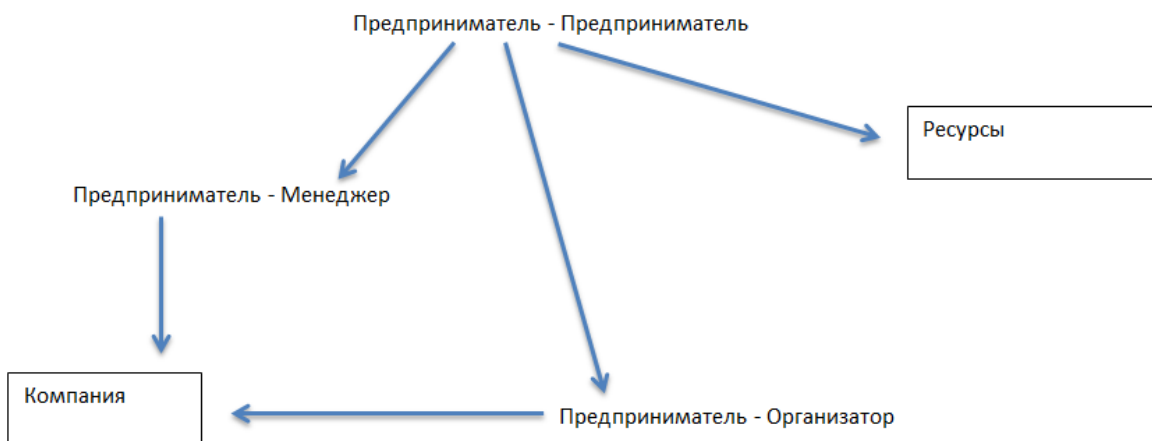 Предприниматель - Предприниматель
Ресурсы
Предприниматель - Менеджер
Компания
Предприниматель - Организатор